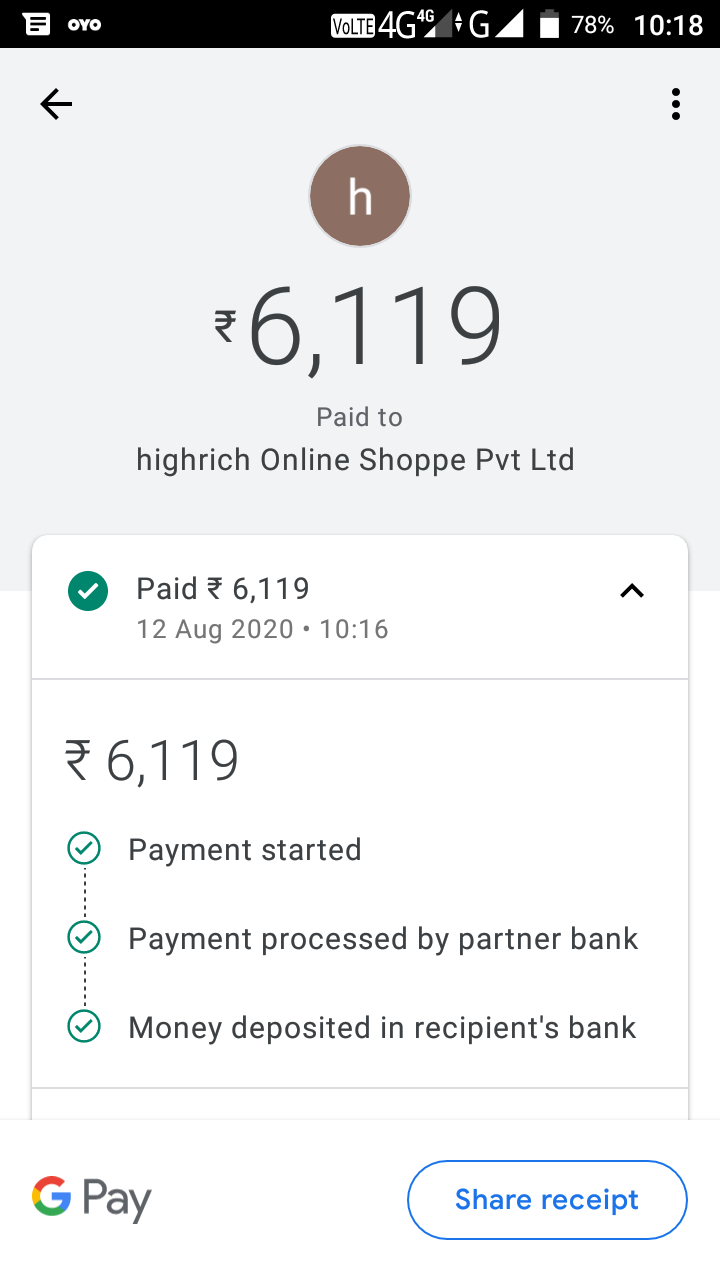 OYO VoLTE 4G 4G G 78% 10:18
h
₹6,119
Paid to
highrich Online Shoppe Pvt Ltd
Paid ₹ 6,119
12 Aug 2020 • 10:16
₹ 6,119
Payment started
Payment processed by partner bank
Money deposited in recipient's bank
G Pay
Share receipt